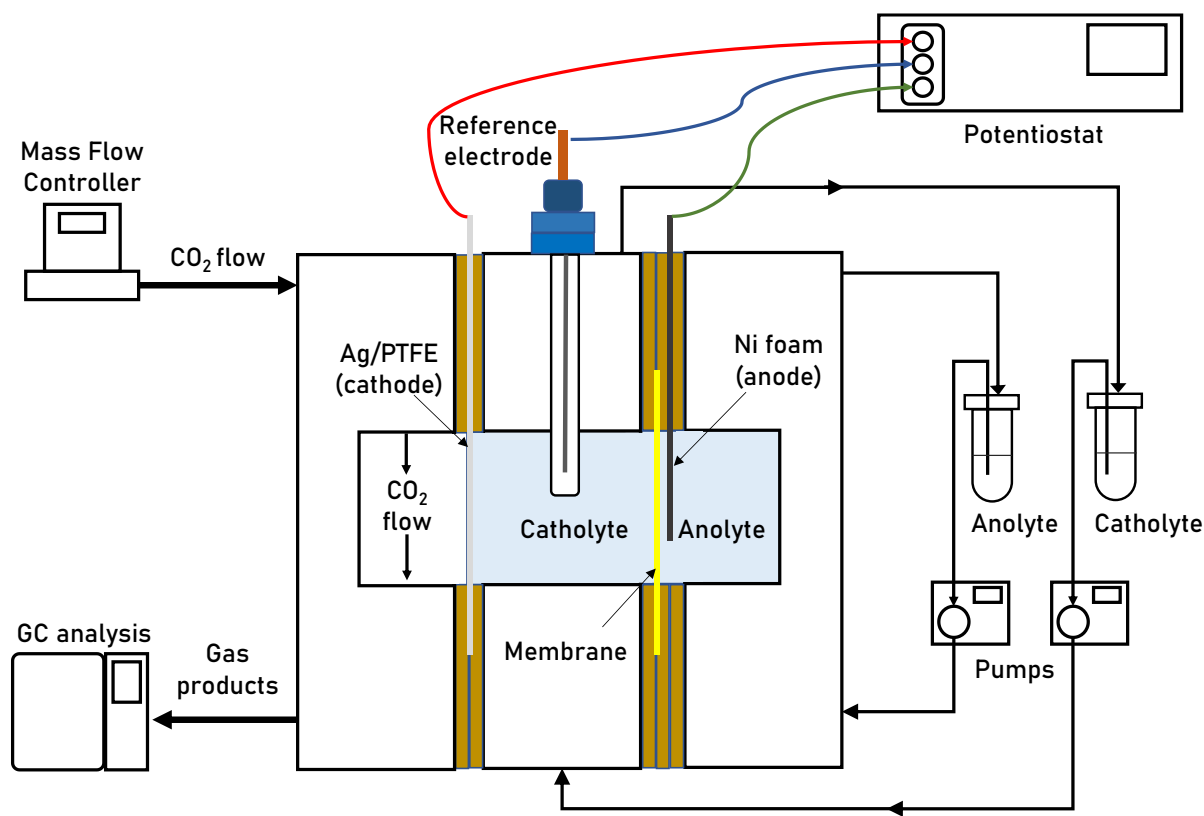 Potentiostat
Reference
electrode
Mass Flow
Controller
CO₂ flow
Ag/PTFE
(cathode)
Ni foam
(anode)
CO₂
flow
Catholyte
Anolyte
Anolyte
Catholyte
Membrane
Pumps
GC analysis
Gas
products